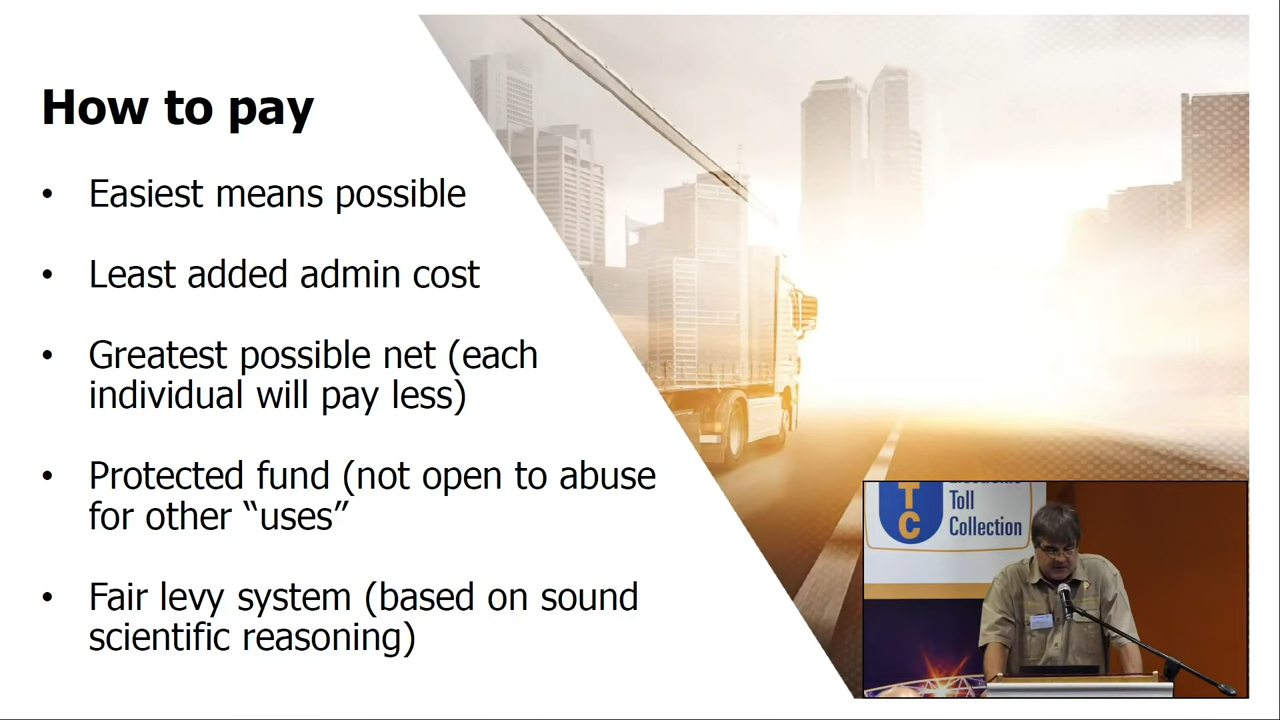 How to pay
• Easiest means possible
• Least added admin cost
• Greatest possible net (each
individual will pay less)
• Protected fund (not open to abuse
for other “uses”
• Fair levy system (based on sound
scientific reasoning)
T
C
Toll
Collection